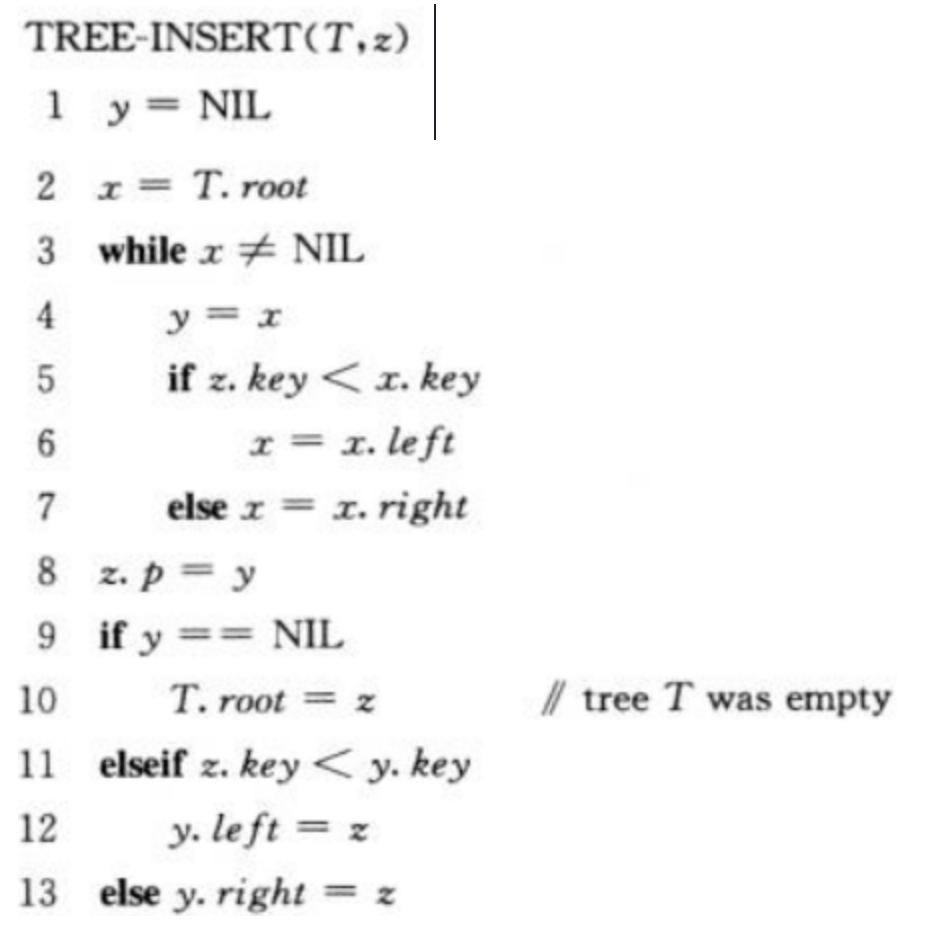 TREE-INSERT(T,z)
1 y = NIL
2 x = T.root
3 while x ≠ NIL
4 y = x
5 if z.key < x.key
6 x = x.left
7 else x = x.right
8 z.p = y
9 if y == NIL
10 T.root = z // tree T was empty
11 elseif z.key < y.key
12 y.left = z
13 else y.right = z